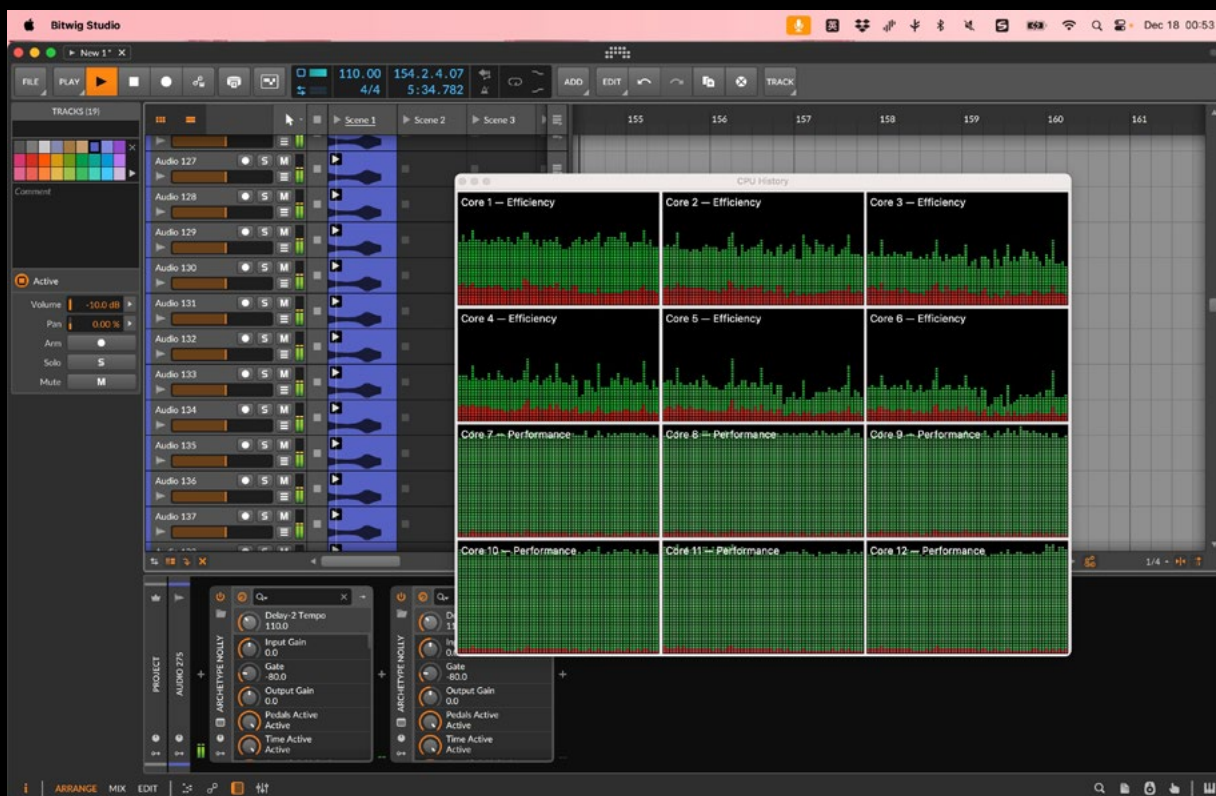 Bitwig Studio
Dec 18 00:53
New 1*
FILE
PLAY
110.00
4/4
154.2.4.07
5:34.782
ADD
EDIT
TRACK
TRACKS (19)
Comment
Active
Volume -10.0 dB
Pan 0.00 %
Arm
Solo S
Mute M
Scene 1 Scene 2 Scene 3
155 156 157 158 159 160 161
Audio 127 S M
Audio 128 S M
Audio 129 S M
Audio 130 S M
Audio 131 S M
Audio 132 S M
Audio 133 S M
Audio 134 S M
Audio 135 S M
Audio 136 S M
Audio 137 S M
CPU History
Core 1 — Efficiency
Core 2 — Efficiency
Core 3 — Efficiency
Core 4 — Efficiency
Core 5 — Efficiency
Core 6 — Efficiency
Core 7 — Performance
Core 8 — Performance
Core 9 — Performance
Core 10 — Performance
Core 11 — Performance
Core 12 — Performance
1/4
PROJECT
AUDIO 275
ARCHETYPE NOLLY
Delay-2 Tempo
110.0
Input Gain
0.0
Gate
-80.0
Output Gain
0.0
Pedals Active
Active
Time Active
Active
ARCHETYPE NOLLY
Gate
-80.0
Output Gain
0.0
Pedals Active
Active
Time Active
Active
ARRANGE MIX EDIT